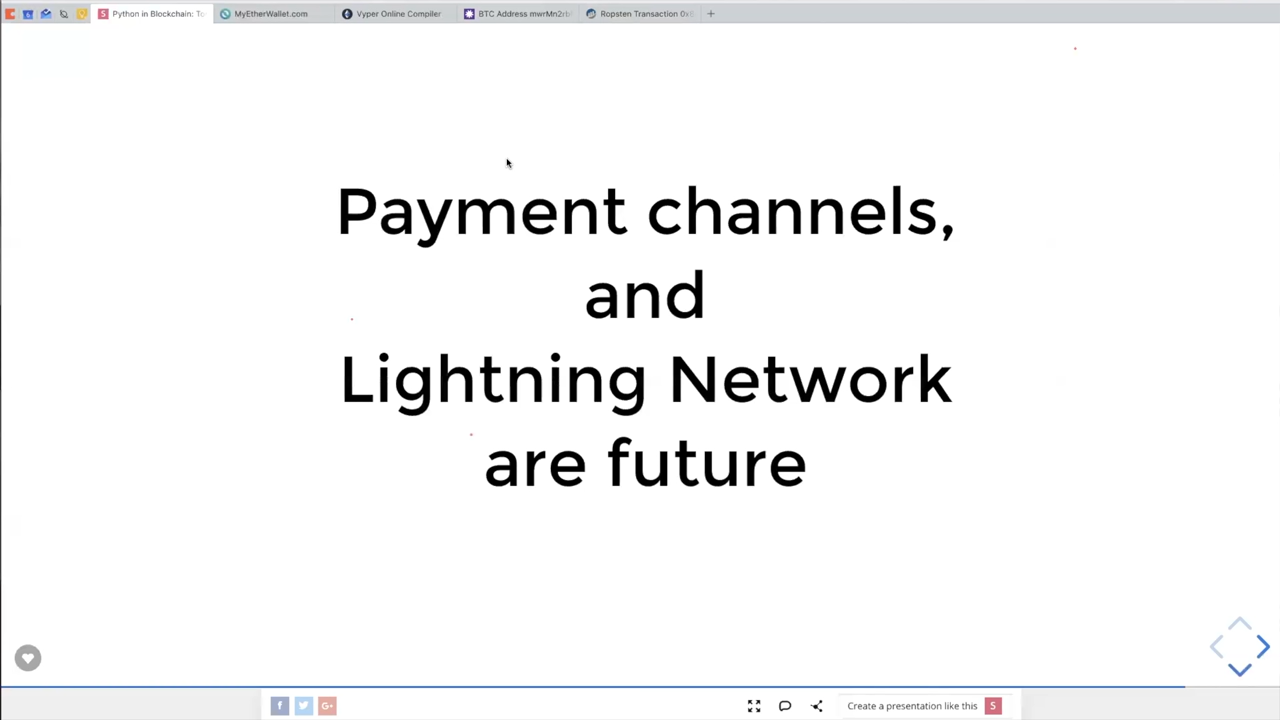 Python in Blockchain: To
MyEtherWallet.com
Vyper Online Compiler
BTC Address mwrMn2rb
Ropsten Transaction 0x
Payment channels,
and
Lightning Network
are future
Create a presentation like this
S